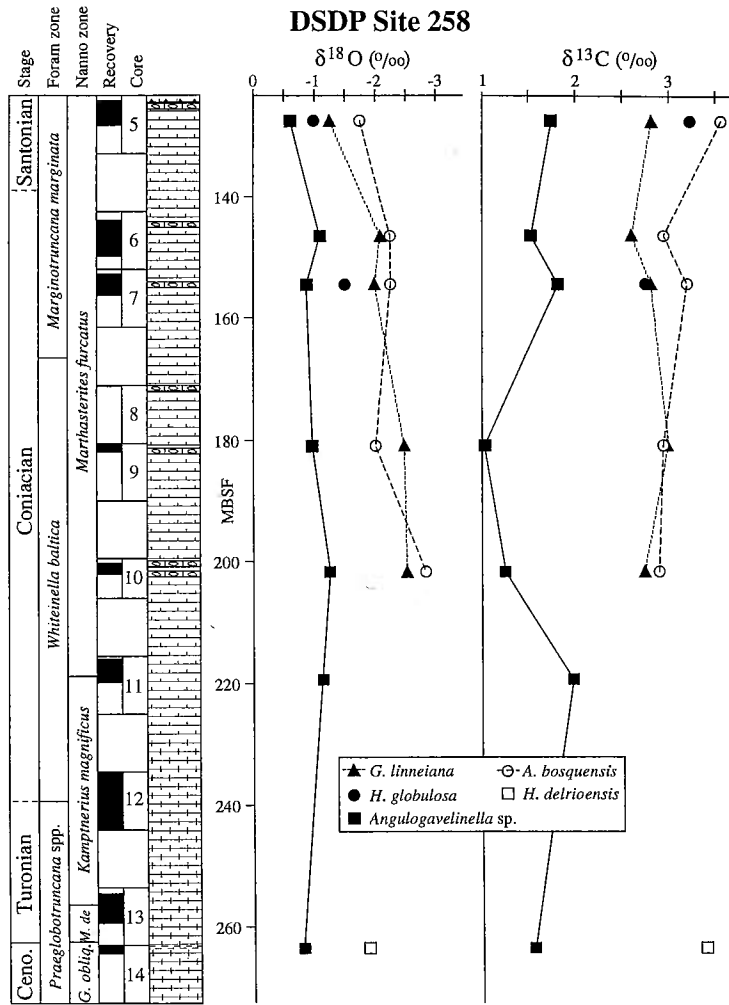 DSDP Site 258
Stage
Foram zone
Nanno zone
Recovery
Core
δ¹⁸O (o/oo)
0 -1 -2 -3
δ¹³C (o/oo)
1 2 3
Santonian
Coniacian
Turonian
Ceno.
Marginotruncana marginata
Whiteinella baltica
Praeglobotruncana spp.
Marthasterites furcatus
Kamptnerius magnificus
M. de
G. obliq.
5
6
7
8
9
10
11
12
13
14
MBSF
140
160
180
200
220
240
260
G. linneiana
A. bosquensis
H. globulosa
H. delrioensis
Angulogavelinella sp.